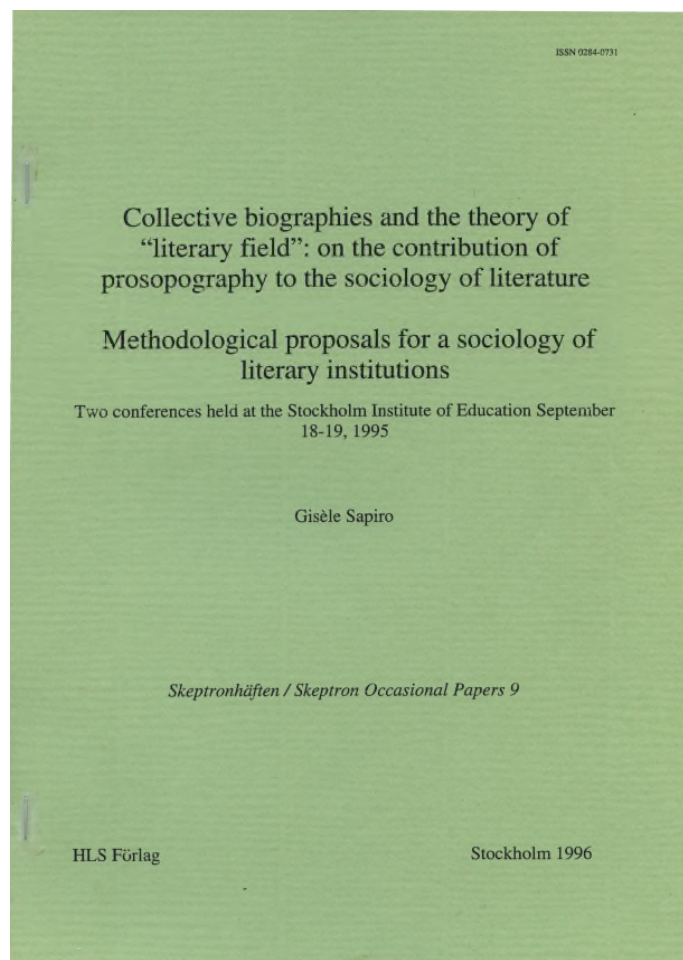 ISSN 0284-0731
Collective biographies and the theory of
“literary field”: on the contribution of
prosopography to the sociology of literature
Methodological proposals for a sociology of
literary institutions
Two conferences held at the Stockholm Institute of Education September
18-19, 1995
Gisèle Sapiro
Skeptronhäften / Skeptron Occasional Papers 9
HLS Förlag
Stockholm 1996